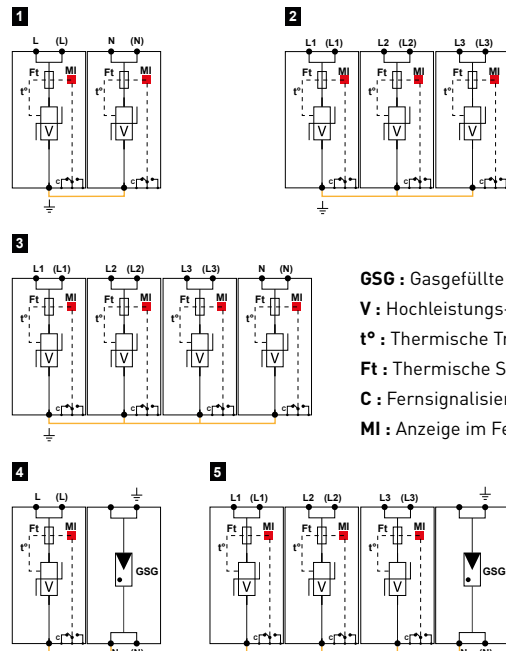 1
L (L) N (N)
Ft MI Ft MI
t° t°
V V
c c
2
L1 (L1) L2 (L2) L3 (L3)
Ft MI Ft MI Ft MI
t° t° t°
V V V
c c c
3
L1 (L1) L2 (L2) L3 (L3) N (N)
Ft MI Ft MI Ft MI Ft MI
t° t° t° t°
V V V V
c c c c
GSG : Gasgefüllte
V : Hochleistungs-
t° : Thermische
Ft : Thermische
C :
MI : Anzeige im
4
L (L)
Ft MI
t°
GSG
V
c
N (N)
5
L1 (L1) L2 (L2) L3 (L3)
Ft MI Ft MI Ft MI
t° t° t°
GSG
V V V
c c c
N (N)